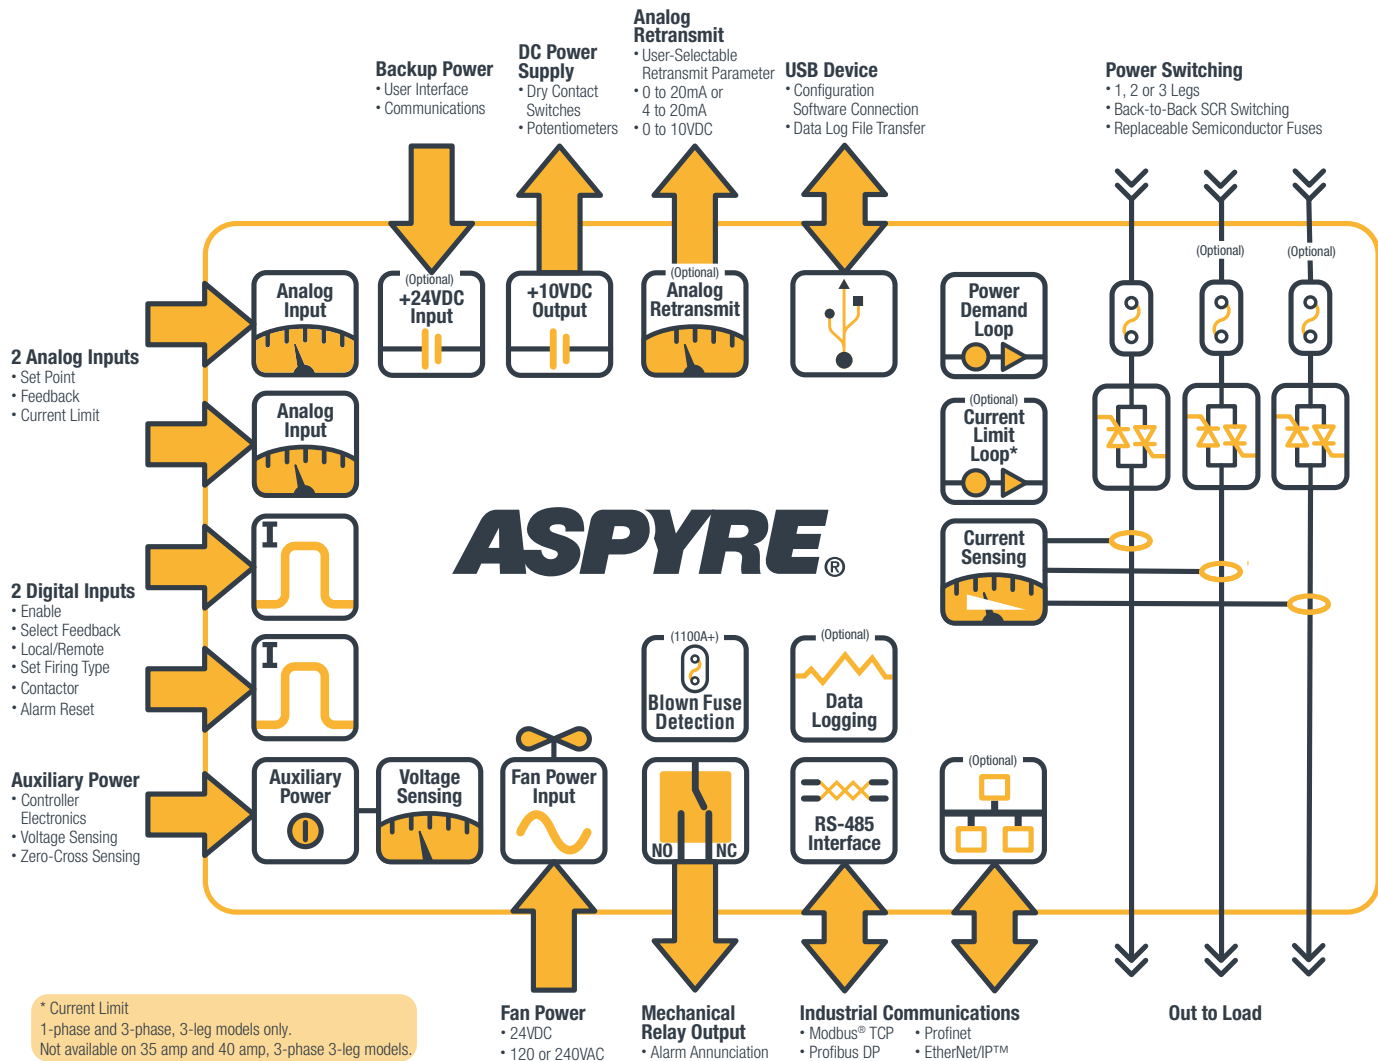 Analog
Retransmit
• User-Selectable
Retransmit Parameter
• 0 to 20mA or
4 to 20mA
• 0 to 10VDC
DC Power
Supply
• Dry Contact
Switches
• Potentiometers
Backup Power
• User Interface
• Communications
USB Device
• Configuration
Software Connection
• Data Log File Transfer
Power Switching
• 1, 2 or 3 Legs
• Back-to-Back SCR Switching
• Replaceable Semiconductor Fuses
(Optional)
(Optional)
2 Analog Inputs
• Set Point
• Feedback
• Current Limit
Analog
Input
(Optional)
+24VDC
Input
+10VDC
Output
(Optional)
Analog
Retransmit
Power
Demand
Loop
Analog
Input
(Optional)
Current
Limit
Loop*
ASPYRE®
Current
Sensing
2 Digital Inputs
• Enable
• Select Feedback
• Local/Remote
• Set Firing Type
• Contactor
• Alarm Reset
I
I
(1100A+)
Blown Fuse
Detection
(Optional)
Data
Logging
Auxiliary Power
• Controller
Electronics
• Voltage Sensing
• Zero-Cross Sensing
Auxiliary
Power
Voltage
Sensing
Fan Power
Input
NO
NC
RS-485
Interface
(Optional)
* Current Limit
1-phase and 3-phase, 3-leg models only.
Not available on 35 amp and 40 amp, 3-phase 3-leg models.
Fan Power
• 24VDC
• 120 or 240VAC
Mechanical
Relay Output
• Alarm Annunciation
Industrial Communications
• Modbus® TCP
• Profibus DP
• Profinet
• EtherNet/IP™
Out to Load